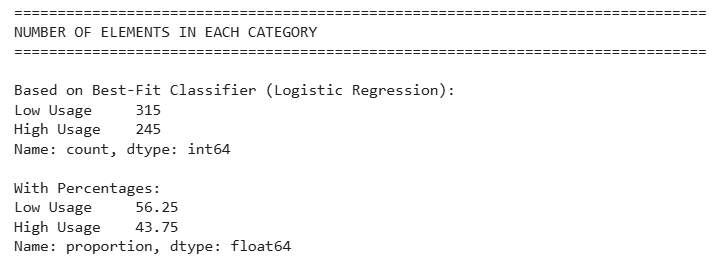 ================================================================================
NUMBER OF ELEMENTS IN EACH CATEGORY
================================================================================
Based on Best-Fit Classifier (Logistic Regression):
Low Usage     315
High Usage    245
Name: count, dtype: int64
With Percentages:
Low Usage     56.25
High Usage    43.75
Name: proportion, dtype: float64